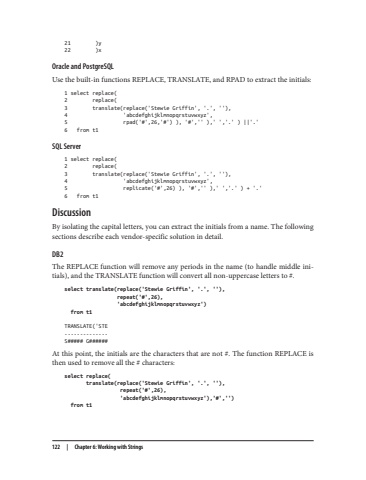 21 )y
22 )x
Oracle and PostgreSQL
Use the built-in functions REPLACE, TRANSLATE, and RPAD to extract the initials:
1 select replace(
2 replace(
3 translate(replace('Stewie Griffin', '.', ''),
4 'abcdefghijklmnopqrstuvwxyz',
5 rpad('#',26,'#') ), '#','' ),' ','.' ) ||'.'
6 from t1
SQL Server
1 select replace(
2 replace(
3 translate(replace('Stewie Griffin', '.', ''),
4 'abcdefghijklmnopqrstuvwxyz',
5 replicate('#',26) ), '#','' ),' ','.' ) + '.'
6 from t1
Discussion
By isolating the capital letters, you can extract the initials from a name. The following
sections describe each vendor-specific solution in detail.
DB2
The REPLACE function will remove any periods in the name (to handle middle ini-
tials), and the TRANSLATE function will convert all non-uppercase letters to #.
select translate(replace('Stewie Griffin', '.', ''),
repeat('#',26),
'abcdefghijklmnopqrstuvwxyz')
from t1
TRANSLATE('STE
--------------
S##### G######
At this point, the initials are the characters that are not #. The function REPLACE is
then used to remove all the # characters:
select replace(
translate(replace('Stewie Griffin', '.', ''),
repeat('#',26),
'abcdefghijklmnopqrstuvwxyz'),'#','')
from t1
122 | Chapter 6: Working with Strings